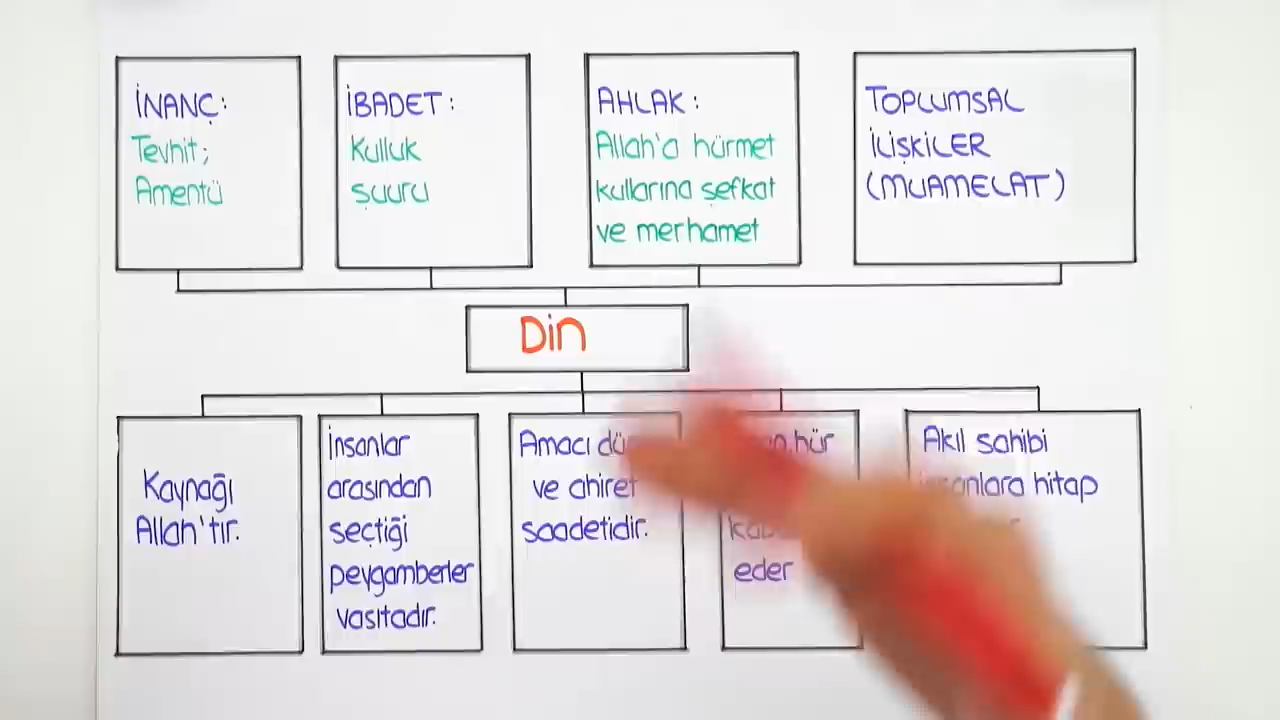 İNANÇ:
Tevhit;
Amentü
İBADET:
Kulluk
şuuru
AHLAK:
Allah'a hürmet
kullarına şefkat
ve merhamet
TOPLUMSAL
İLİŞKİLER
(MUAMELAT)
Din
Kaynağı
Allah'tır.
İnsanlar
arasından
seçtiği
peygamberler
vasıtadır.
Amacı
ve ahiret
saadetidir.
hür
eder
Akıl sahibi
hitap